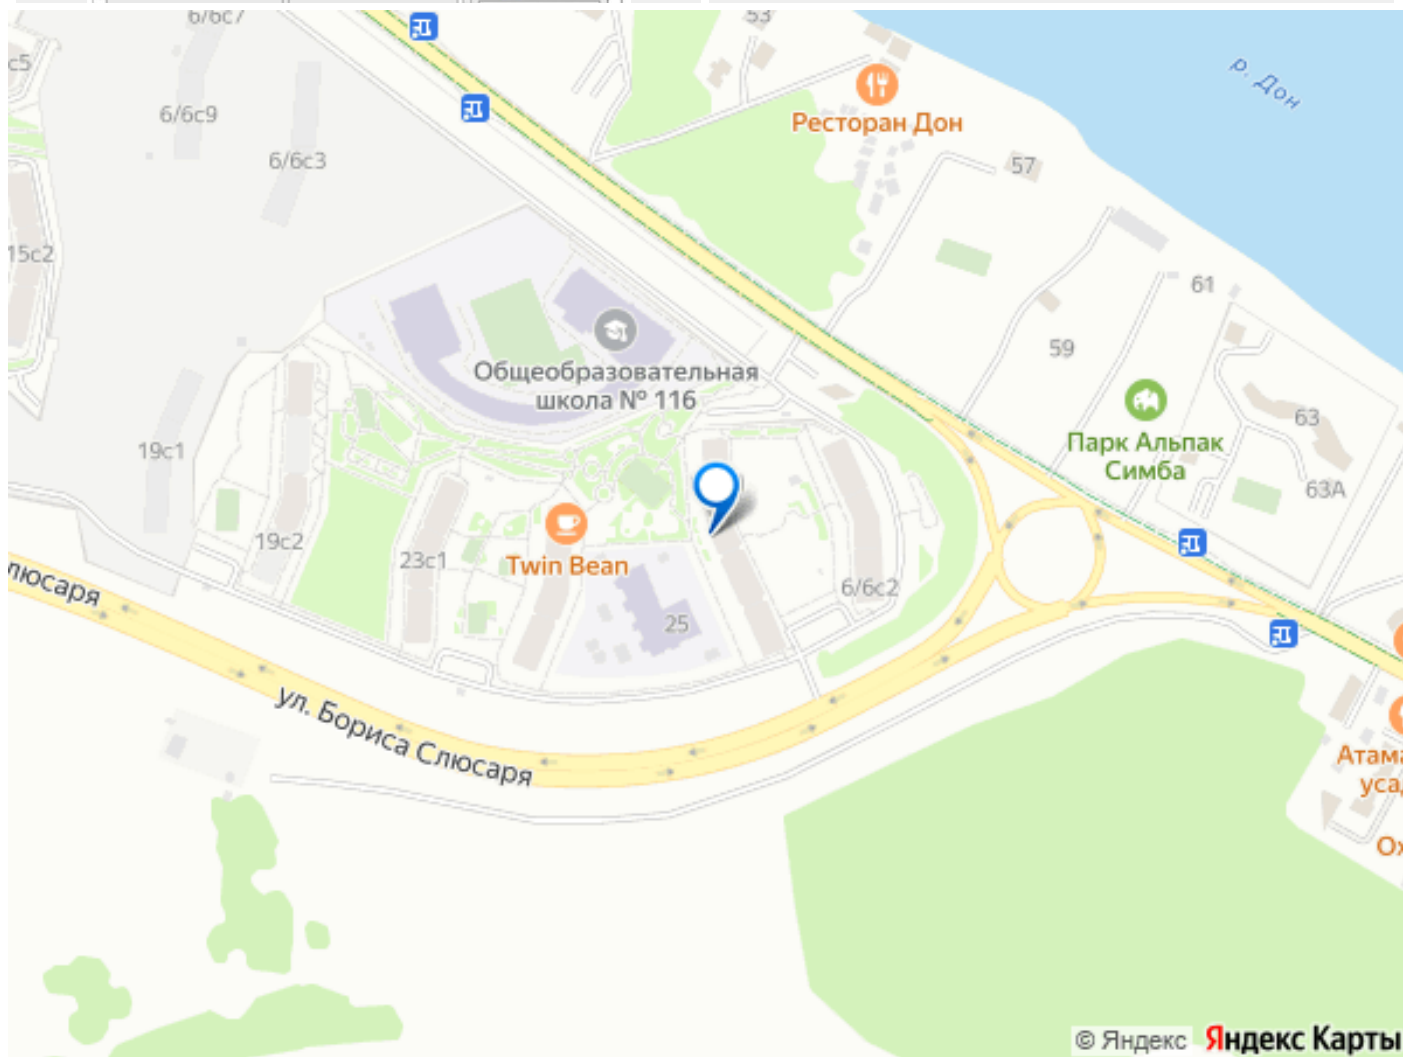 6/6с7
53
с5
р. Дон
6/6с9
Ресторан Дон
6/6с3
57
15с2
61
59
Общеобразовательная
школа № 116
63
Парк Альпак
Симба
19с1
63А
19с2
23с1
Twin Bean
6/6с2
25
ул. Бориса Слюсаря
© Яндекс
Яндекс Карты